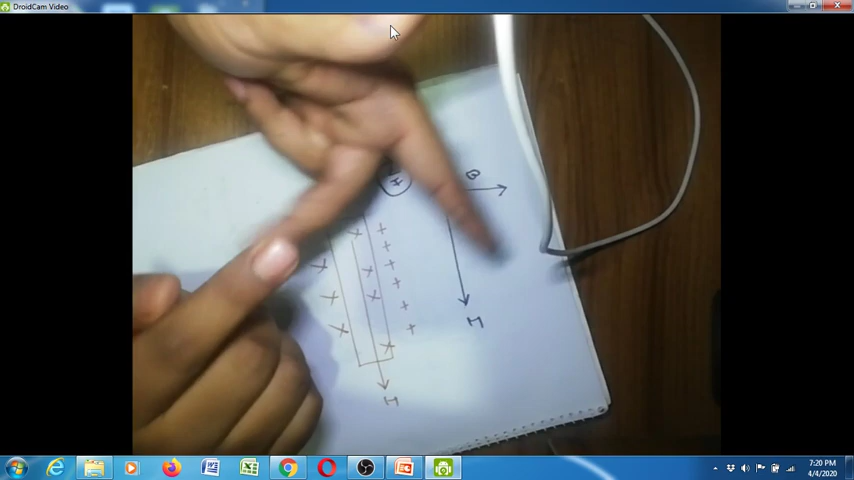 DroidCam Video
B
H
+
× +
× +
× × +
× × +
× +
× +
H
7:20 PM
4/4/2020